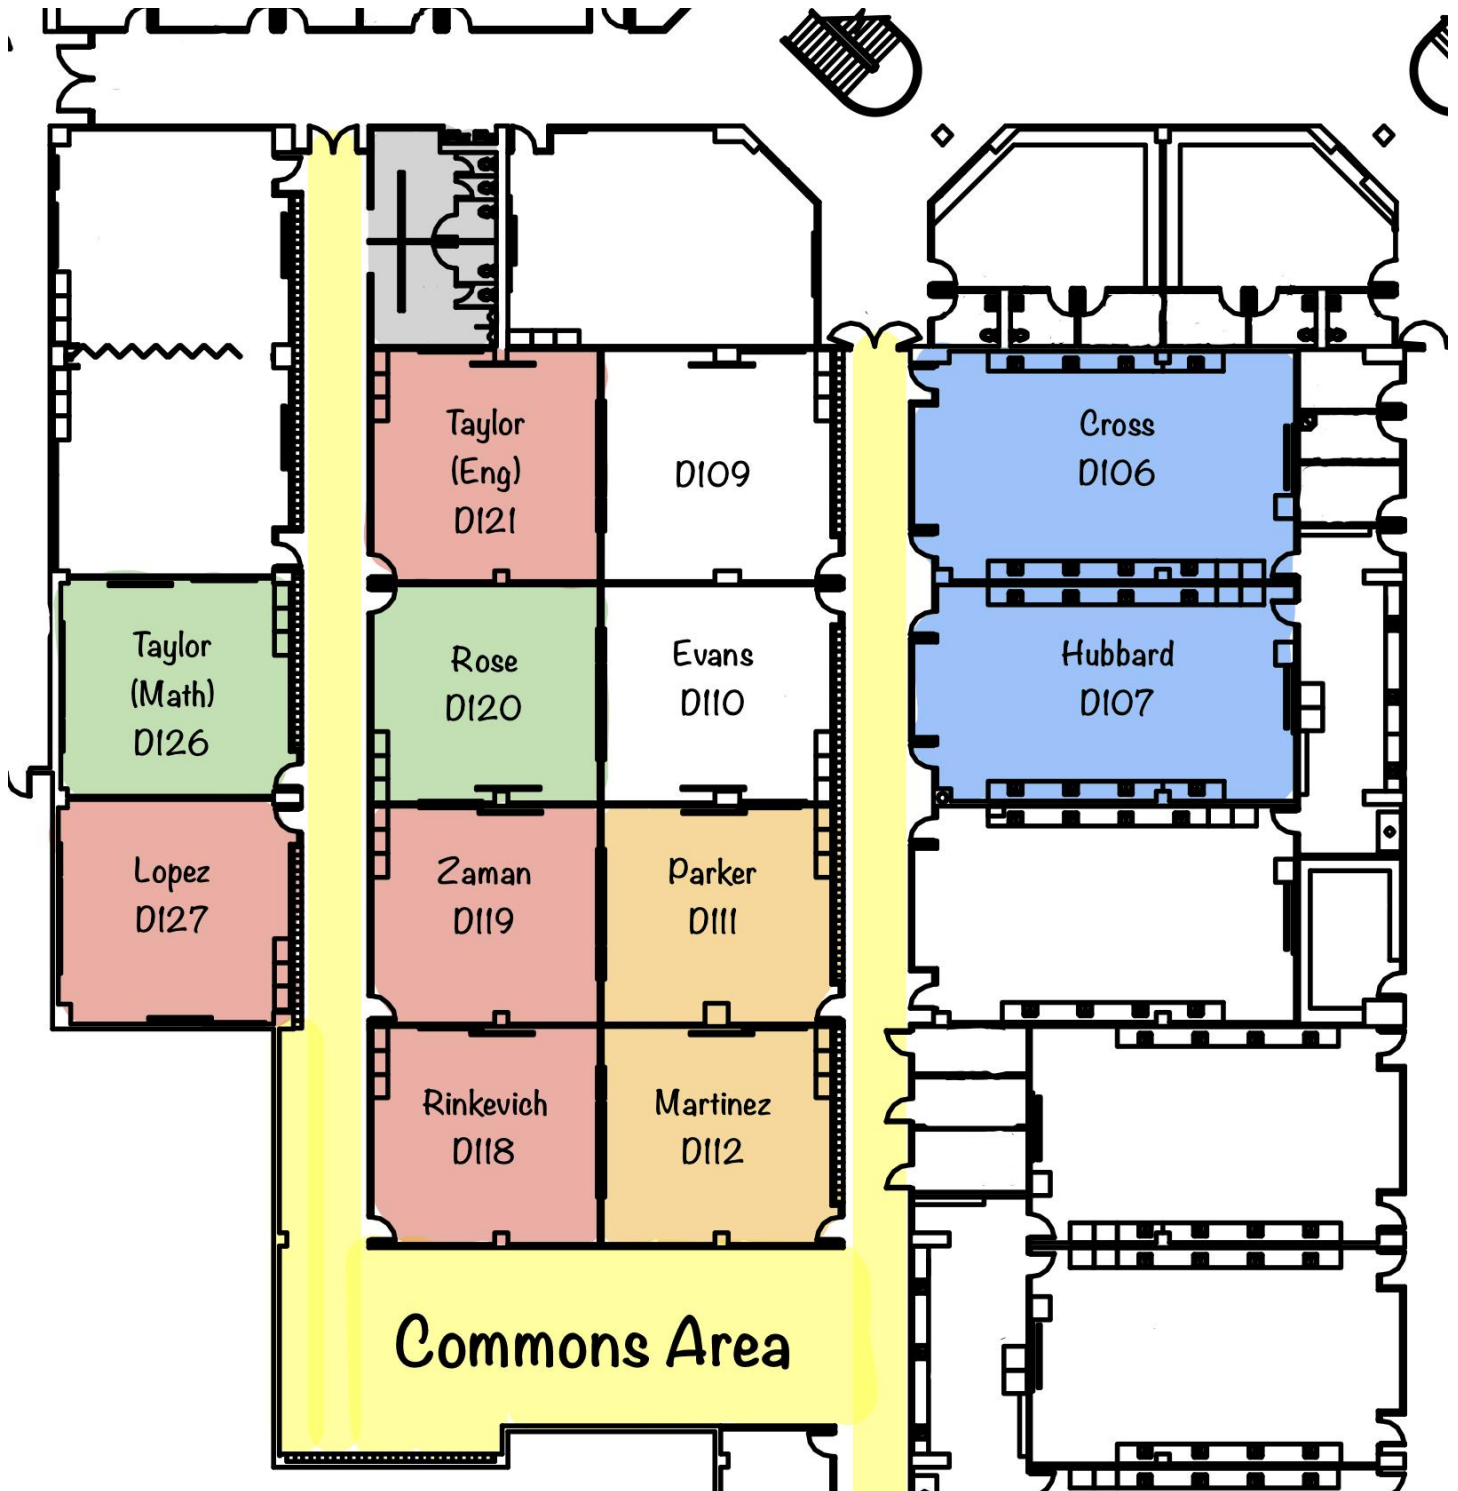 Taylor
(Eng)
D121
D109
Cross
D106
Taylor
(Math)
D126
Rose
D120
Evans
D110
Hubbard
D107
Lopez
D127
Zaman
D119
Parker
D111
Rinkevich
D118
Martinez
D112
Commons Area